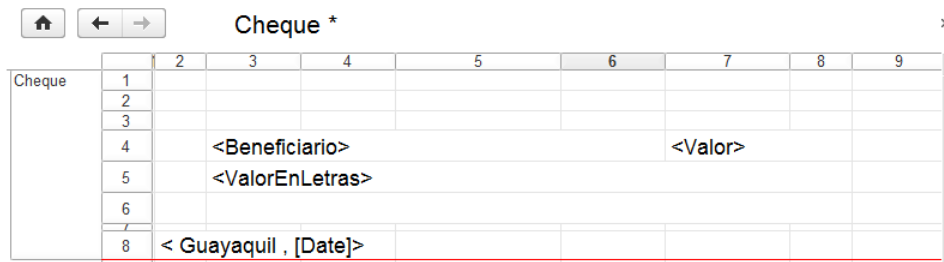 Cheque *
2 3 4 5 6 7 8 9
Cheque 1
2
3
4 <Beneficiario> <Valor>
5 <ValorEnLetras>
6
7
8 < Guayaquil , [Date]>